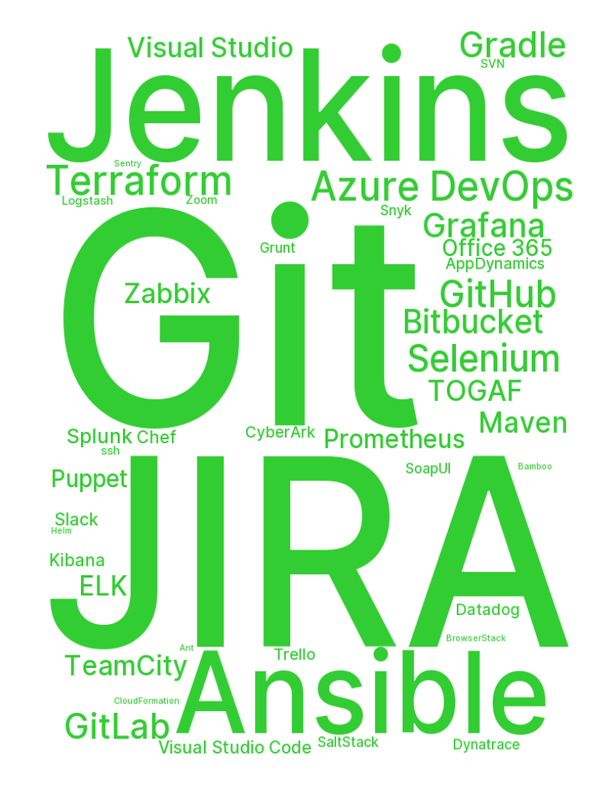 Visual Studio
Gradle
SVN
Jenkins
Sentry
Terraform
Azure DevOps
Logstash
Zoom
Snyk
Grafana
Grunt
Office 365
AppDynamics
Git
Zabbix
GitHub
Bitbucket
Selenium
TOGAF
Maven
Splunk
Chef
CyberArk
Prometheus
ssh
JIRA
SoapUI
Bamboo
Puppet
Slack
Helm
Kibana
ELK
Datadog
BrowserStack
Ant
Trello
TeamCity
Ansible
CloudFormation
GitLab
Visual Studio Code
SaltStack
Dynatrace